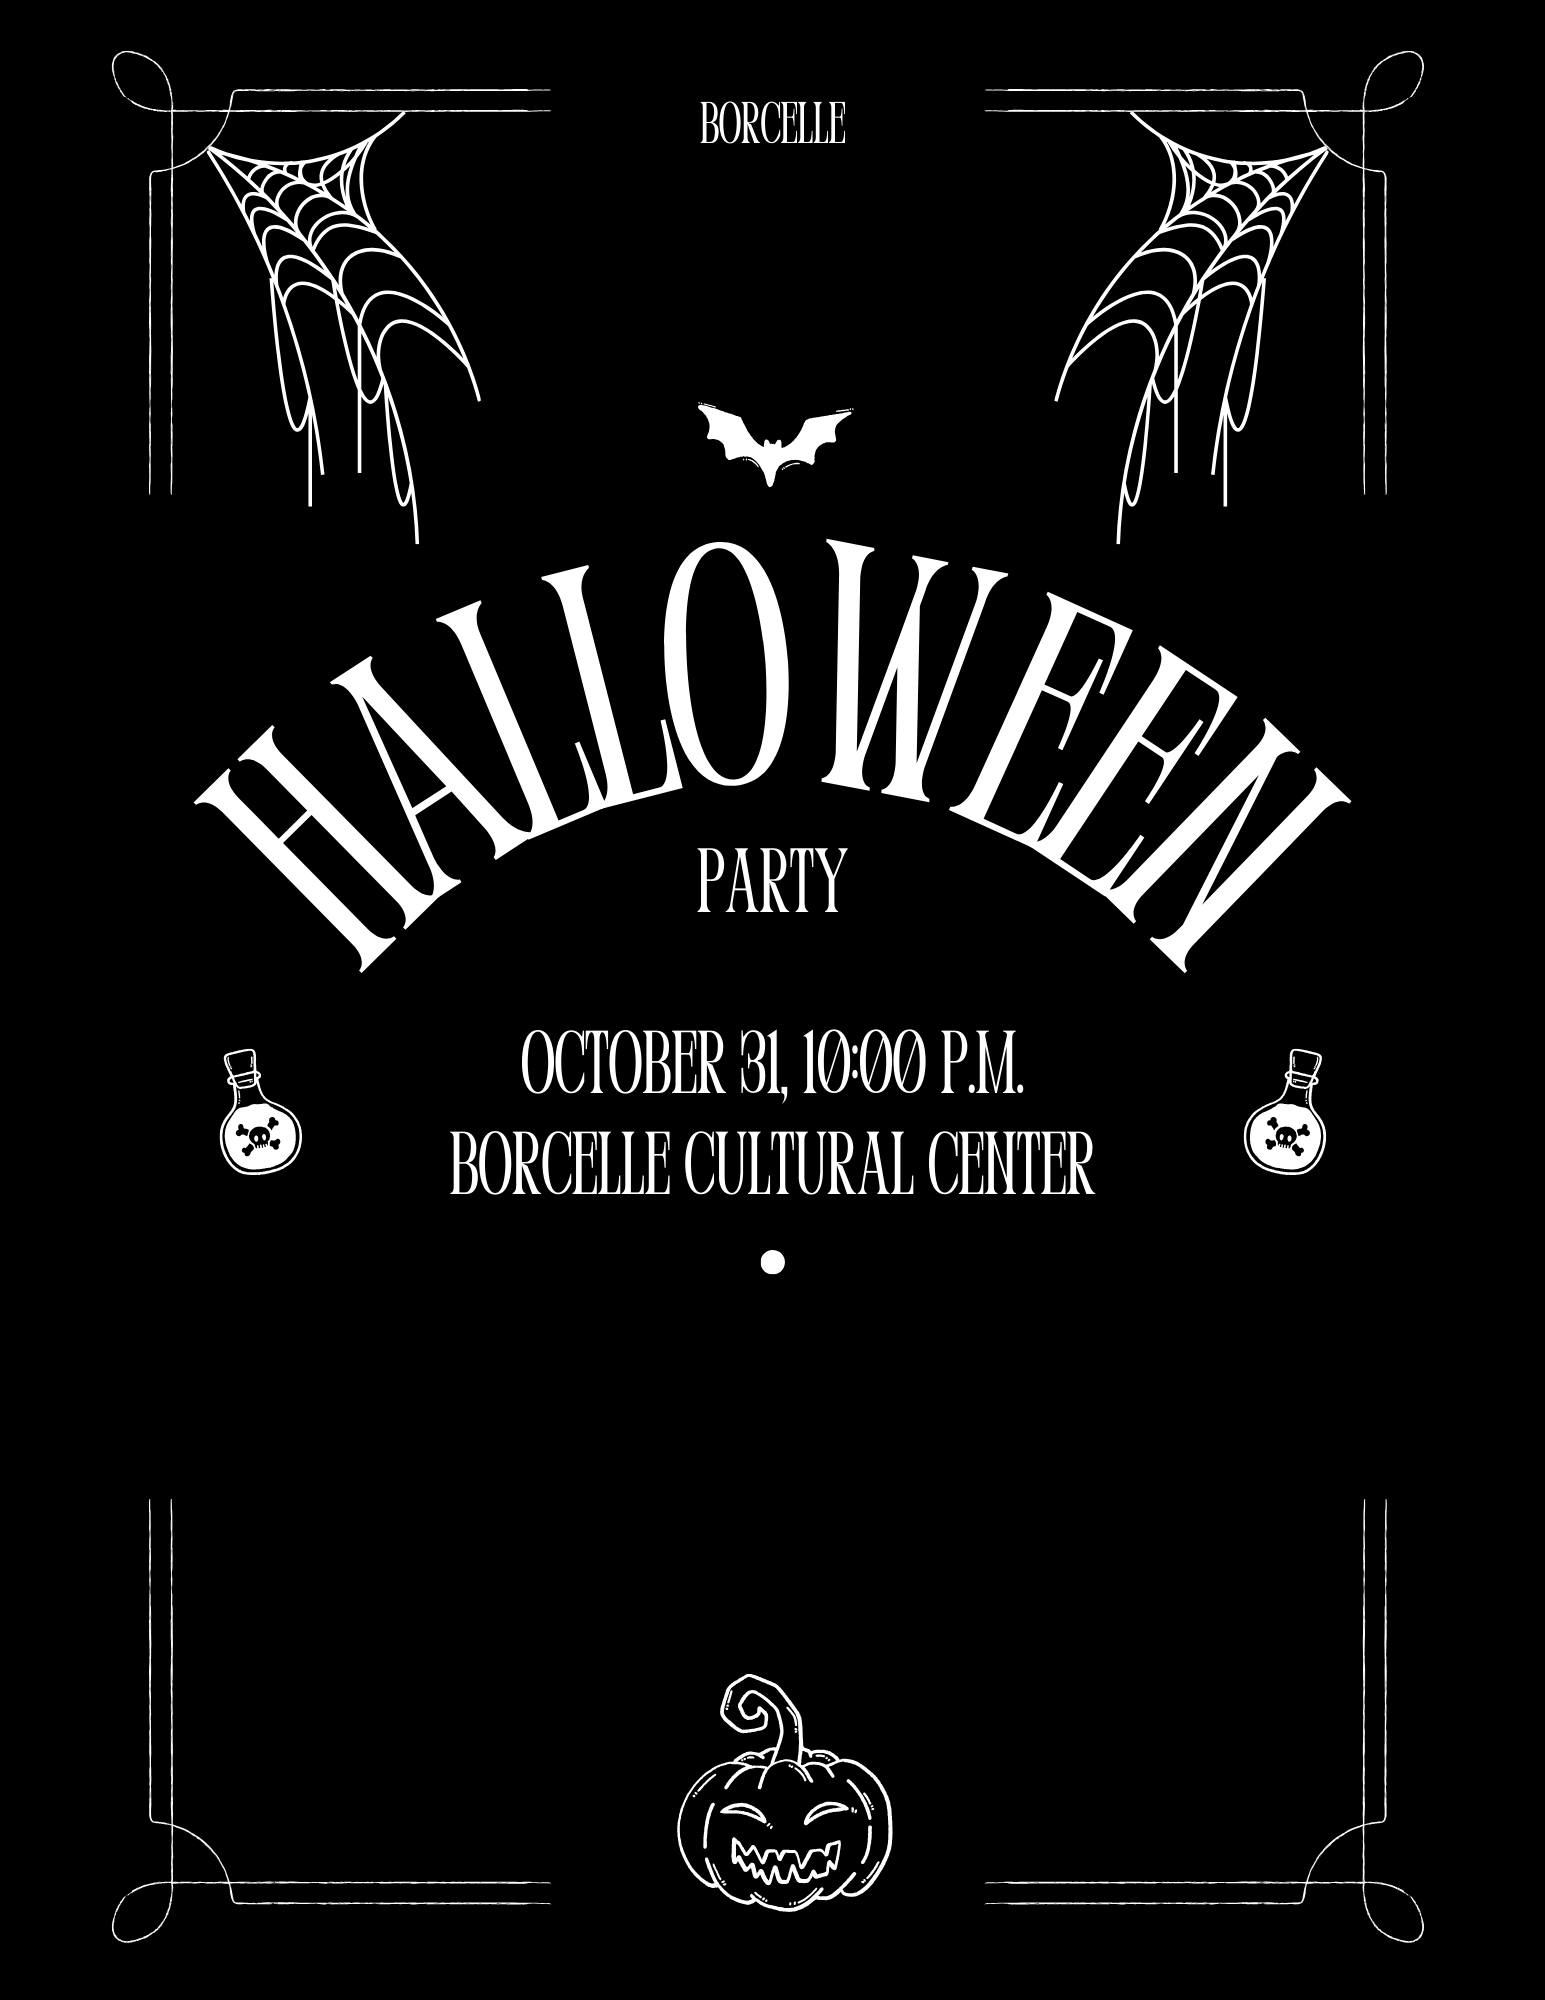 BORCELLE
HALLOWEEN
PARTY
OCTOBER 31, 10:00 P.M.
BORCELLE CULTURAL CENTER